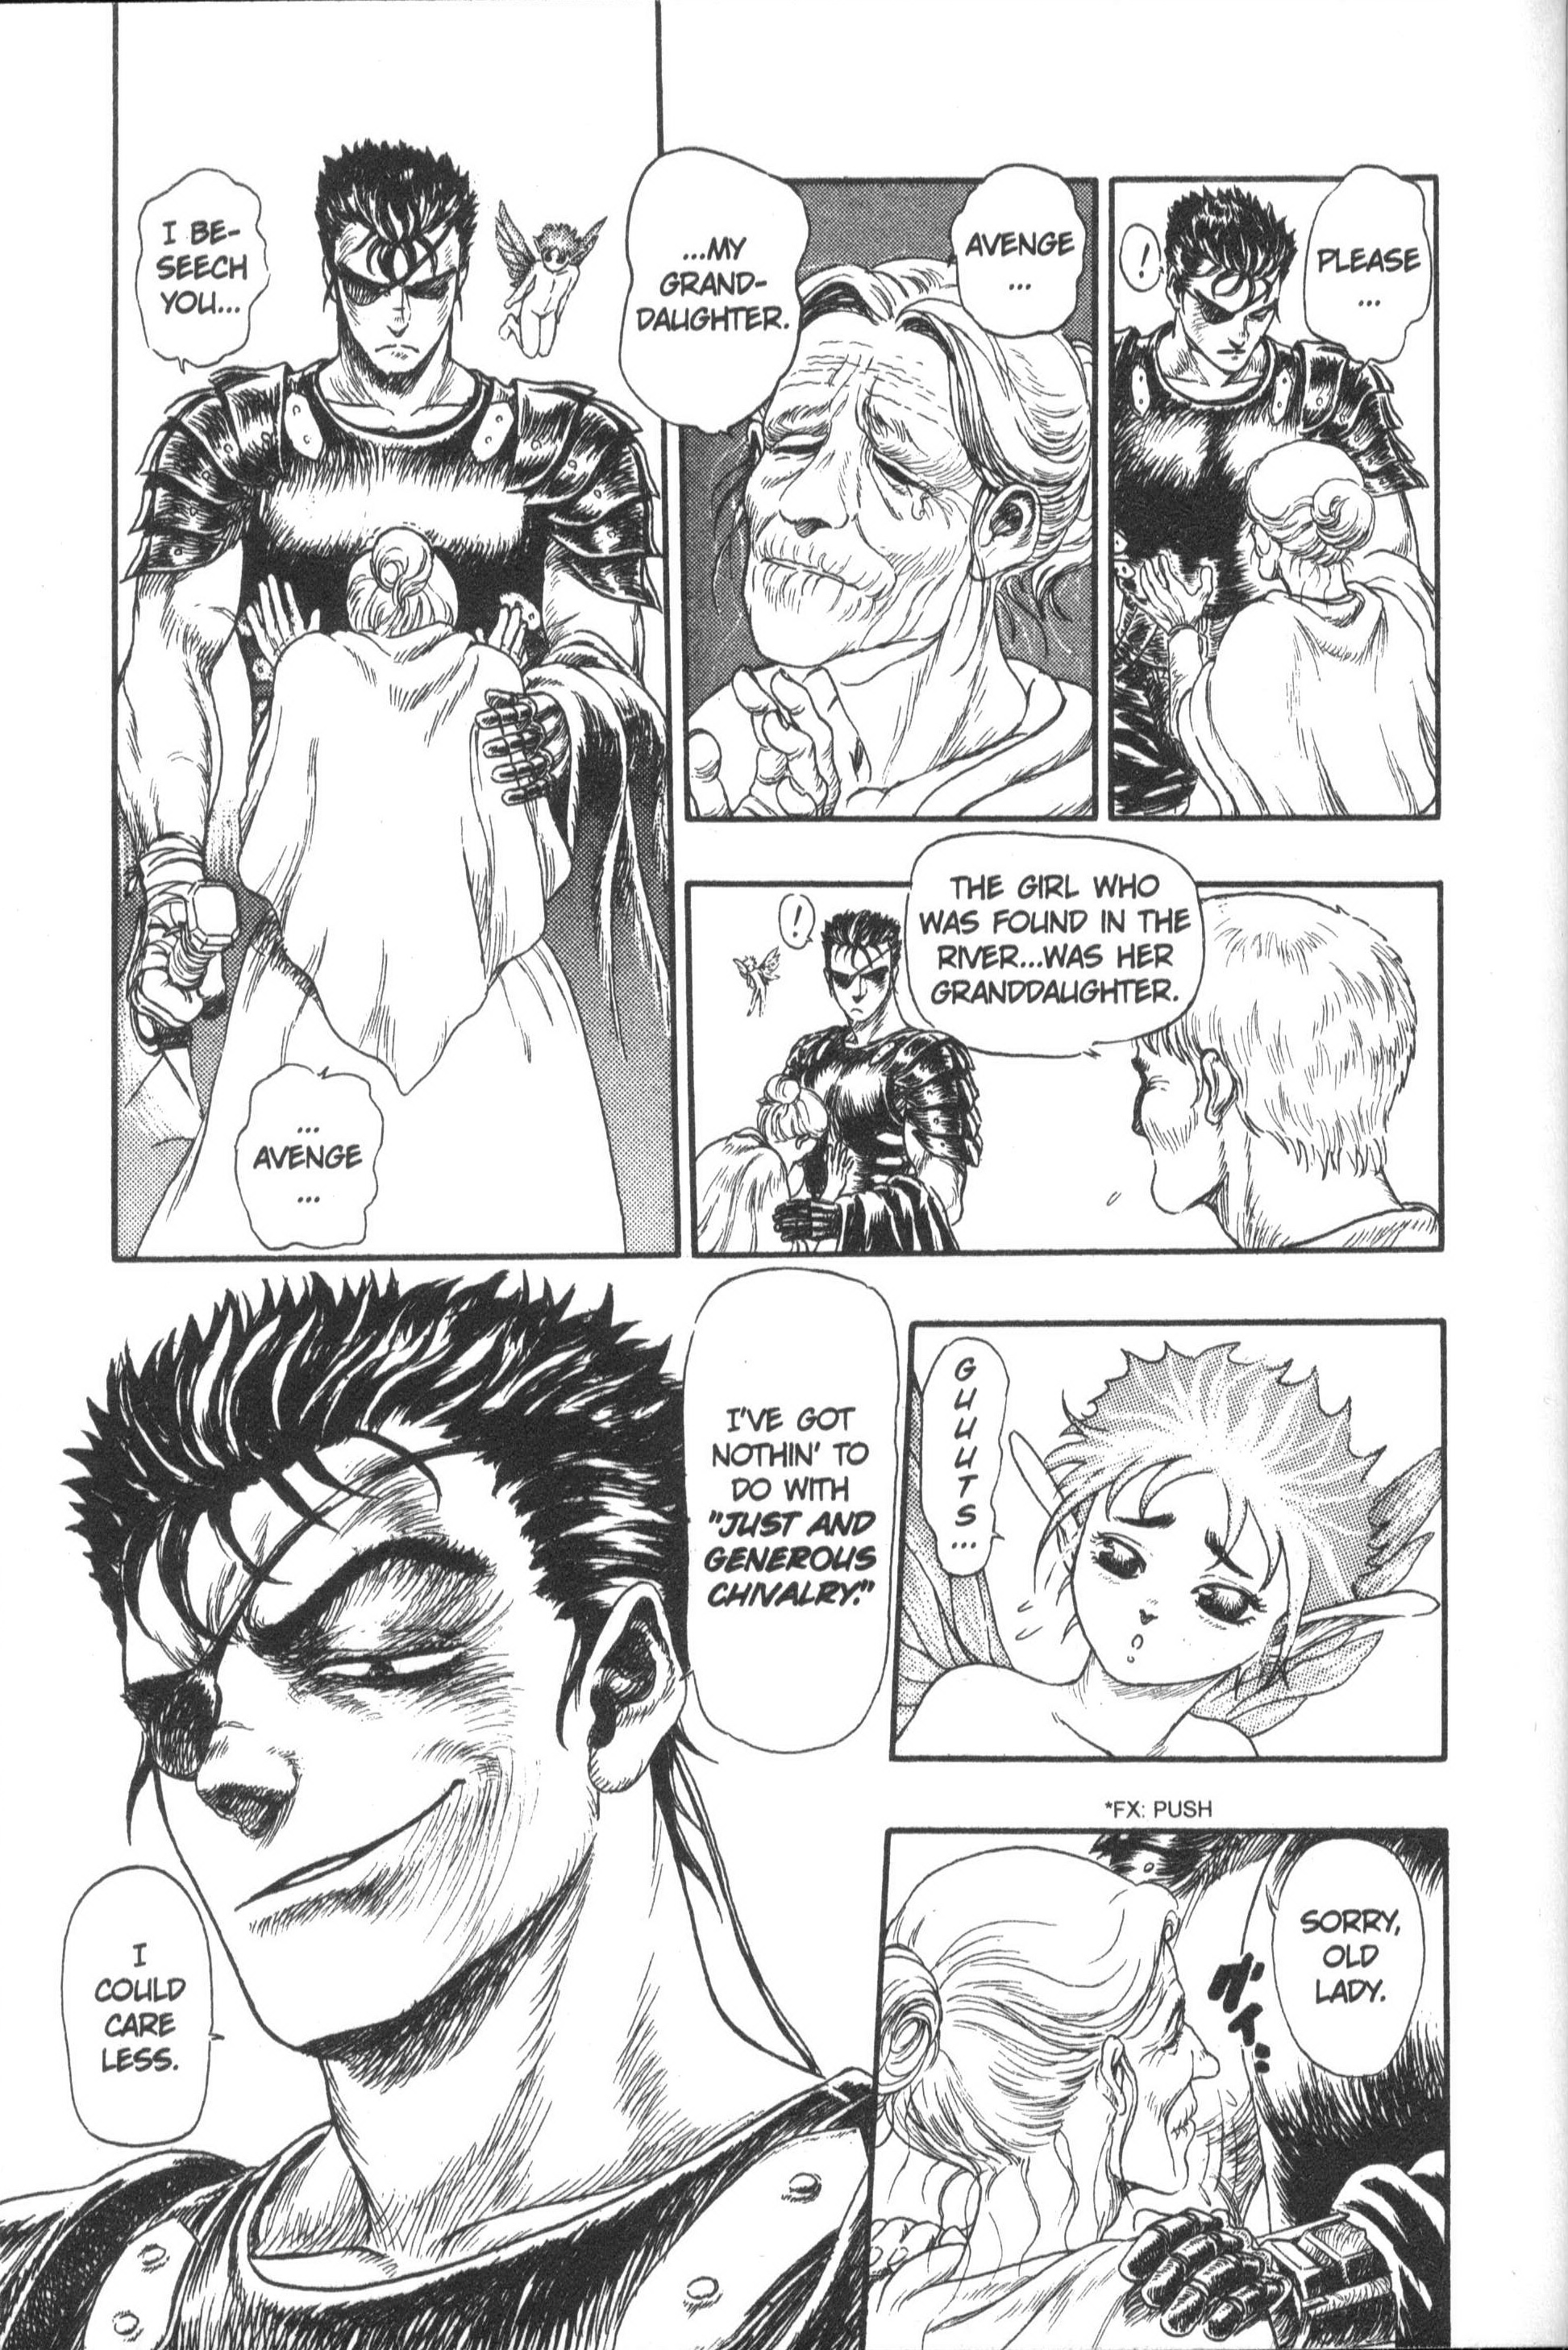 PLEASE
...
!
AVENGE
...
...MY
GRAND-
DAUGHTER.
I BE-
SEECH
YOU...
...
AVENGE
...
THE GIRL WHO
WAS FOUND IN THE
RIVER...WAS HER
GRANDDAUGHTER.
!
GUUUTS...
*FX: PUSH
SORRY,
OLD
LADY.
グイ‥
I'VE GOT
NOTHIN' TO
DO WITH
"JUST AND
GENEROUS
CHIVALRY."
I
COULD
CARE
LESS.